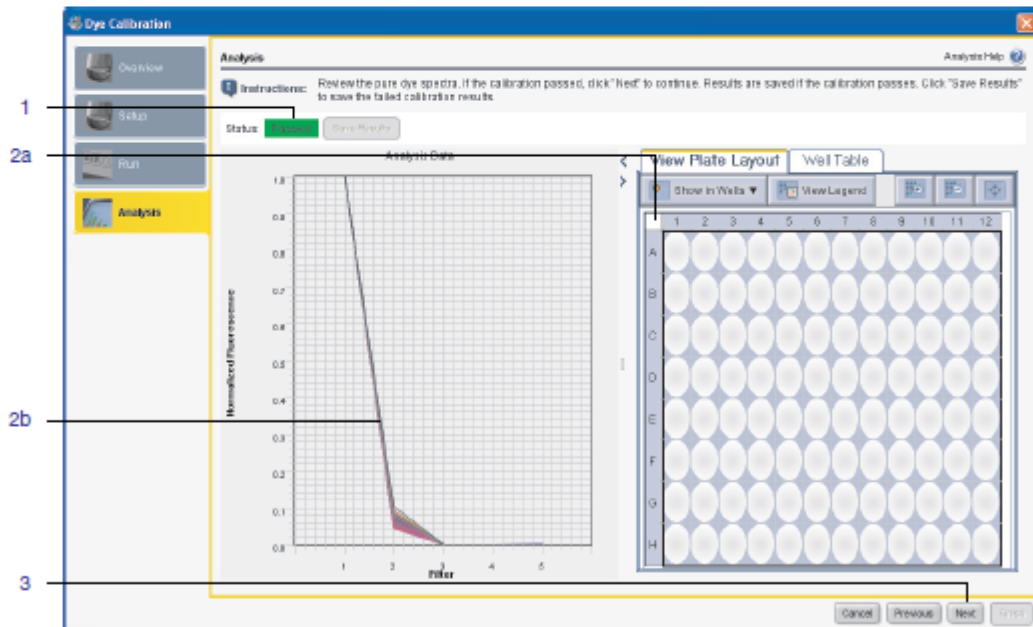 Dye Calibration
Overview
Setup
Run
Analysis
Analysis
Analysis Help
Instructions: Review the pure dye spectra. If the calibration passed, click "Next" to continue. Results are saved if the calibration passes. Click "Save Results"
to save the failed calibration results.
1
Status: Passed Save Results
2a
Analysis Data
View Plate Layout Well Table
Show in Wells ▼ View Legend
1 2 3 4 5 6 7 8 9 10 11 12
A
B
C
D
E
F
G
H
Normalized Fluorescence
1.0
0.9
0.8
0.7
0.6
0.5
0.4
0.3
0.2
0.1
0.0
2b
1 2 3 4 5
Filter
3
Cancel Previous Next Finish